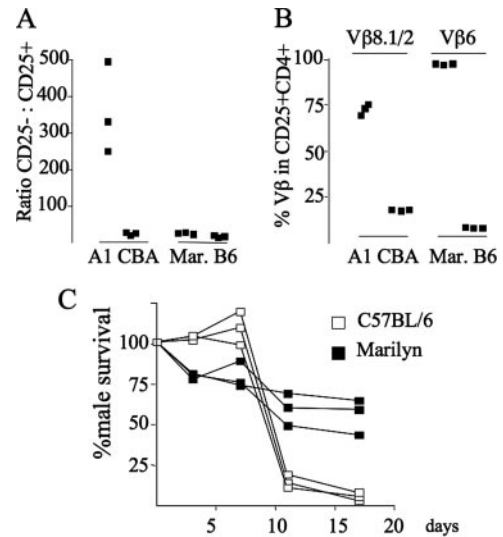 A
Ratio CD25- : CD25+
500
400
300
200
100
A1 CBA Mar. B6
B
Vβ8.1/2 Vβ6
% Vβ in CD25+CD4+
100
75
50
25
A1 CBA Mar. B6
C
%male survival
100
75
50
25
5 10 15 20 days
C57BL/6
Marilyn